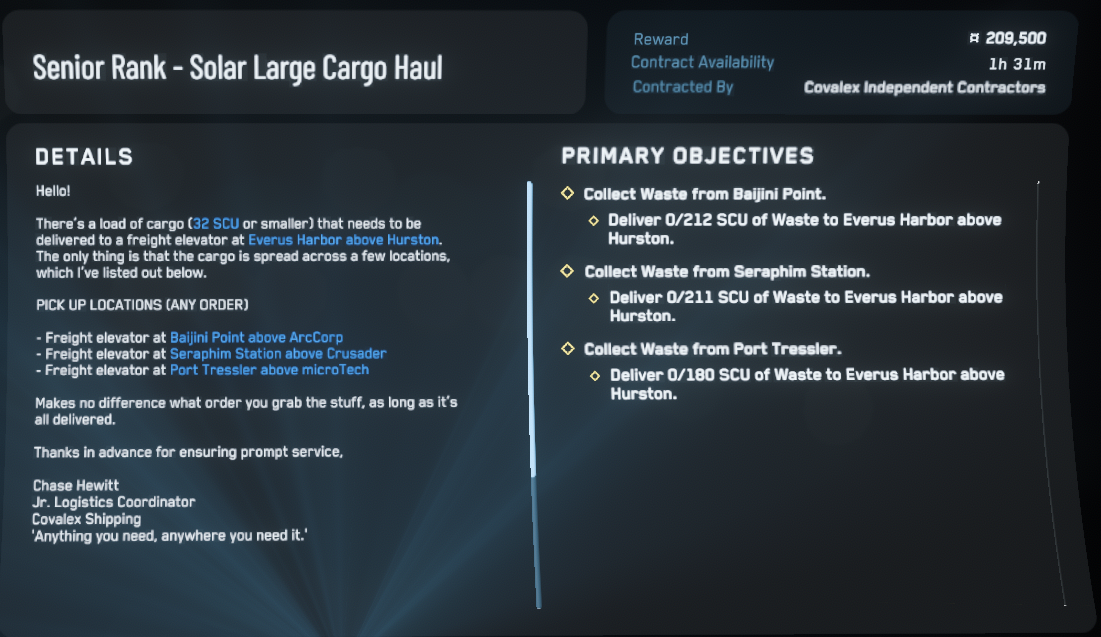 Senior Rank - Solar Large Cargo Haul
Reward ¤ 209,500
Contract Availability 1h 31m
Contracted By Covalex Independent Contractors
DETAILS
Hello!
There's a load of cargo (32 SCU or smaller) that needs to be
delivered to a freight elevator at Everus Harbor above Hurston.
The only thing is that the cargo is spread across a few locations,
which I've listed out below.
PICK UP LOCATIONS (ANY ORDER)
- Freight elevator at Baijini Point above ArcCorp
- Freight elevator at Seraphim Station above Crusader
- Freight elevator at Port Tressler above microTech
Makes no difference what order you grab the stuff, as long as it's
all delivered.
Thanks in advance for ensuring prompt service,
Chase Hewitt
Jr. Logistics Coordinator
Covalex Shipping
'Anything you need, anywhere you need it.'
PRIMARY OBJECTIVES
Collect Waste from Baijini Point.
Deliver 0/212 SCU of Waste to Everus Harbor above
Hurston.
Collect Waste from Seraphim Station.
Deliver 0/211 SCU of Waste to Everus Harbor above
Hurston.
Collect Waste from Port Tressler.
Deliver 0/180 SCU of Waste to Everus Harbor above
Hurston.